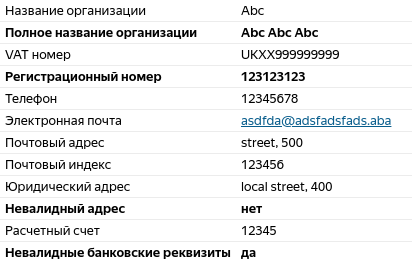 Название организации Abc
Полное название организации Abc Abc Abc
VAT номер UKXX999999999
Регистрационный номер 123123123
Телефон 12345678
Электронная почта asdfda@adsfadsfads.aba
Почтовый адрес street, 500
Почтовый индекс 123456
Юридический адрес local street, 400
Невалидный адрес нет
Расчетный счет 12345
Невалидные банковские реквизиты да